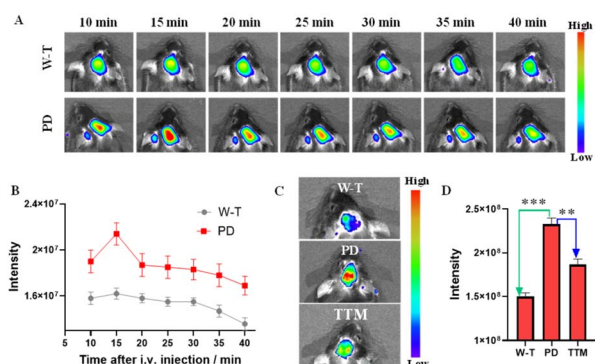 A
10 min 15 min 20 min 25 min 30 min 35 min 40 min
High
W-T
PD
Low
B
2.4×10⁷
2×10⁷
1.6×10⁷
Intensity
W-T
PD
5 10 15 20 25 30 35 40
Time after i.v. injection / min
C
High
W-T
PD
TTM
Low
D
2.5×10⁸
2×10⁸
1.5×10⁸
1×10⁸
Intensity
*** **
W-T PD TTM